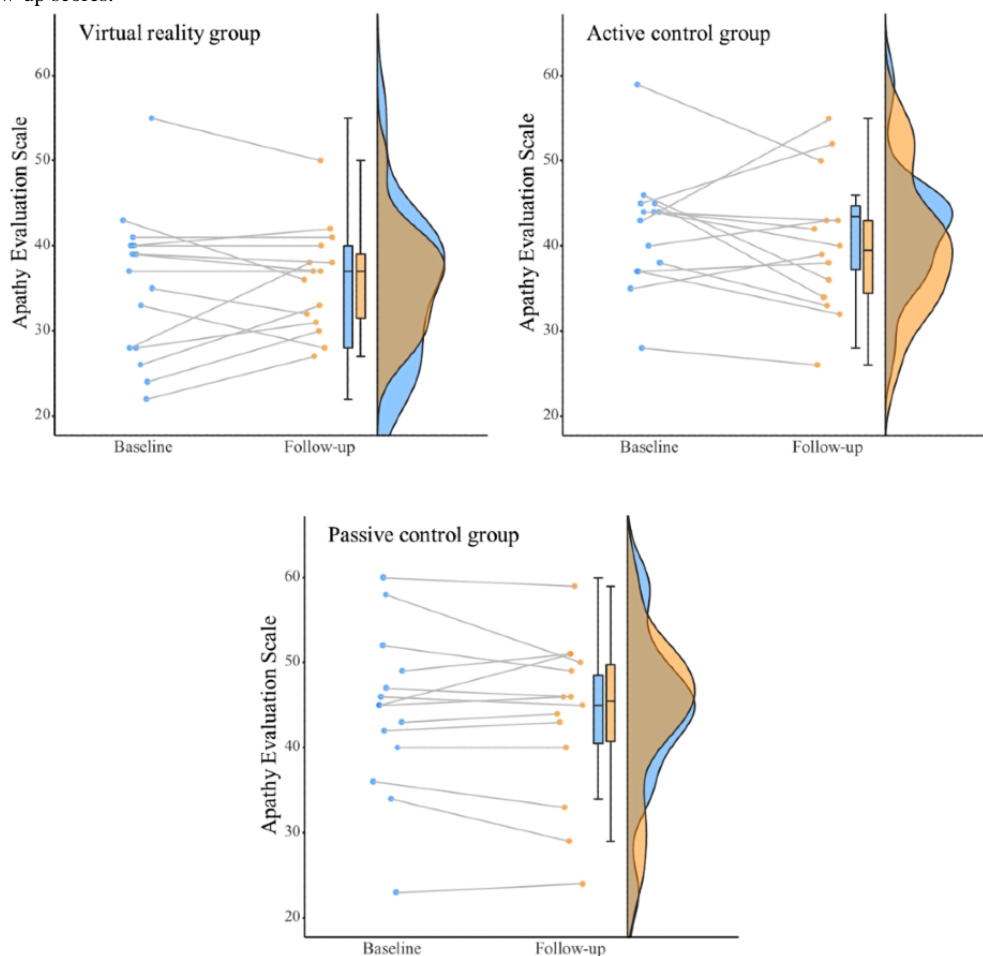 up scores.
Virtual reality group
Apathy Evaluation Scale
60
50
40
30
20
Baseline Follow-up
Active control group
Apathy Evaluation Scale
60
50
40
30
20
Baseline Follow-up
Passive control group
Apathy Evaluation Scale
60
50
40
30
20
Baseline Follow-up